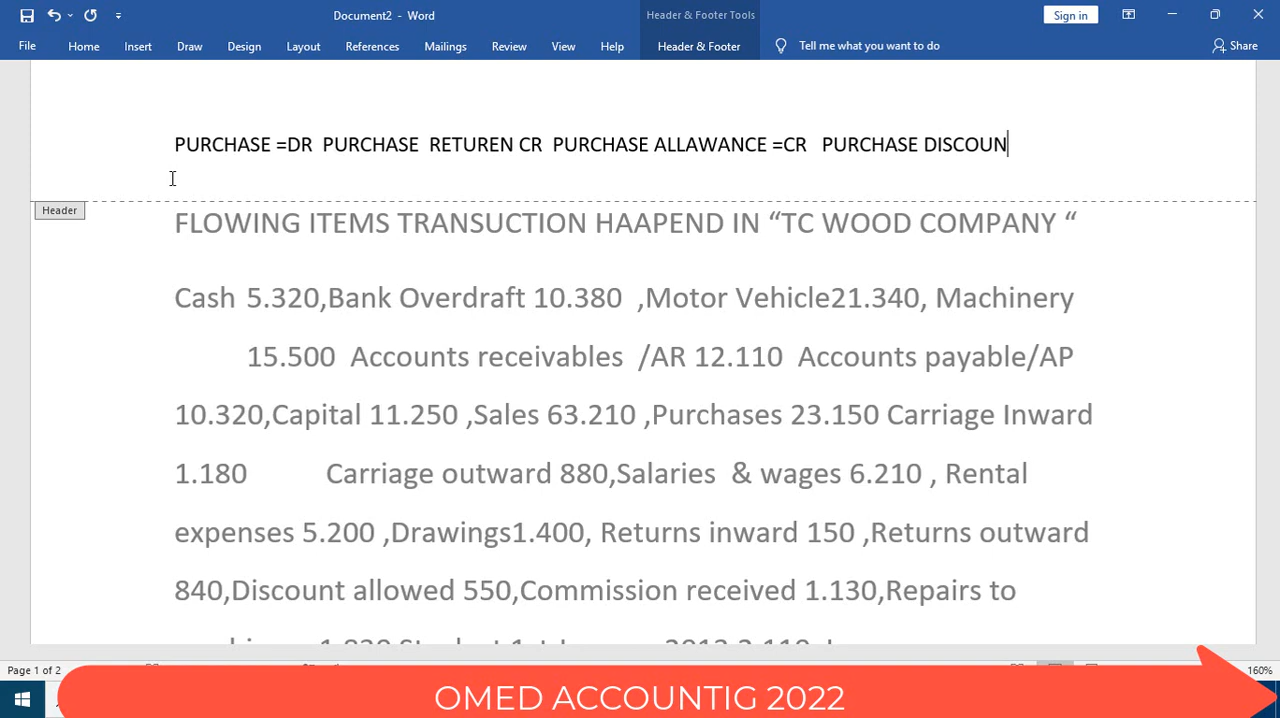 Document2 - Word
Header & Footer Tools
Sign in
File Home Insert Draw Design Layout References Mailings Review View Help Header & Footer Tell me what you want to do Share
PURCHASE =DR PURCHASE RETUREN CR PURCHASE ALLAWANCE =CR PURCHASE DISCOUN
Header
FLOWING ITEMS TRANSUCTION HAAPEND IN “TC WOOD COMPANY “
Cash 5.320,Bank Overdraft 10.380 ,Motor Vehicle21.340, Machinery
15.500 Accounts receivables /AR 12.110 Accounts payable/AP
10.320,Capital 11.250 ,Sales 63.210 ,Purchases 23.150 Carriage Inward
1.180 Carriage outward 880,Salaries & wages 6.210 , Rental
expenses 5.200 ,Drawings1.400, Returns inward 150 ,Returns outward
840,Discount allowed 550,Commission received 1.130,Repairs to
Page 1 of 2
160%
OMED ACCOUNTIG 2022